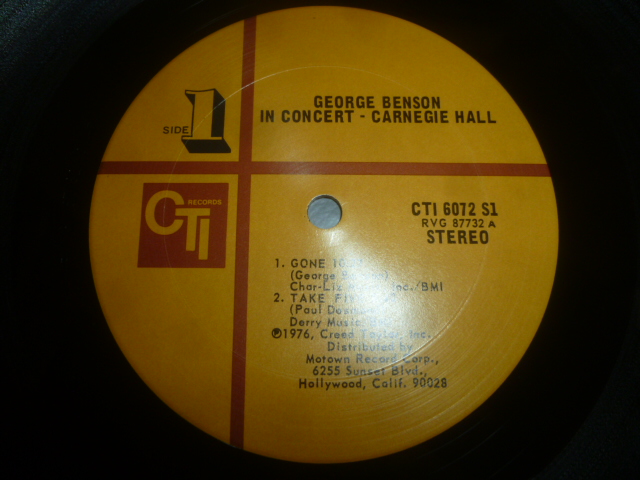 SIDE 1
GEORGE BENSON
IN CONCERT - CARNEGIE HALL
CTI RECORDS
CTI 6072 S1
RVG 87732 A
STEREO
1. GONE
(George
Char-Liz Inc./BMI
2. TAKE
(Paul
Derry Music
℗1976, Creed Taylor, Inc.
Distributed by
Motown Record Corp.,
6255 Sunset Blvd.,
Hollywood, Calif. 90028